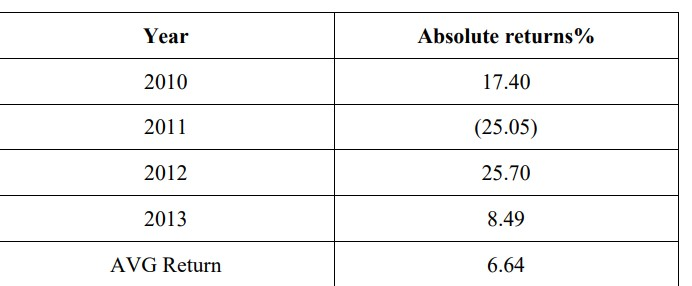 Year Absolute returns%
2010 17.40
2011 (25.05)
2012 25.70
2013 8.49
AVG Return 6.64